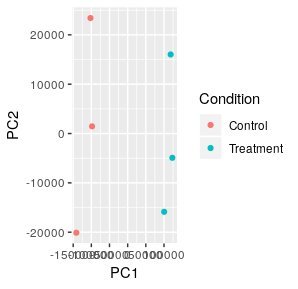 20000
10000
0
-10000
-20000
PC2
PC1
Condition
Control
Treatment